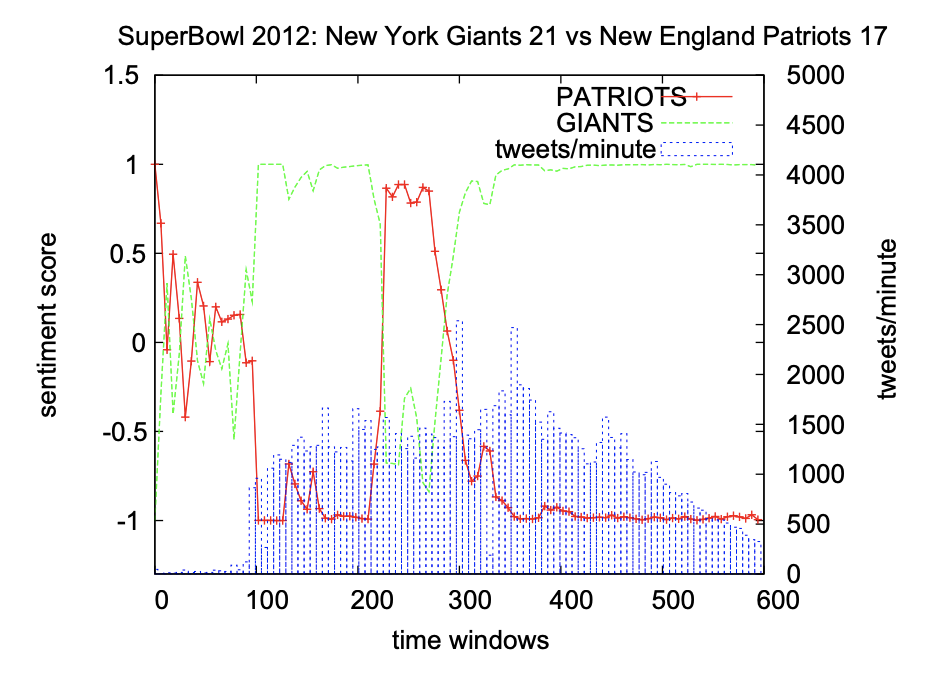 SuperBowl 2012: New York Giants 21 vs New England Patriots 17
PATRIOTS
GIANTS
tweets/minute
1.5
1
0.5
0
-0.5
-1
sentiment score
5000
4500
4000
3500
3000
2500
2000
1500
1000
500
0
tweets/minute
0 100 200 300 400 500 600
time windows